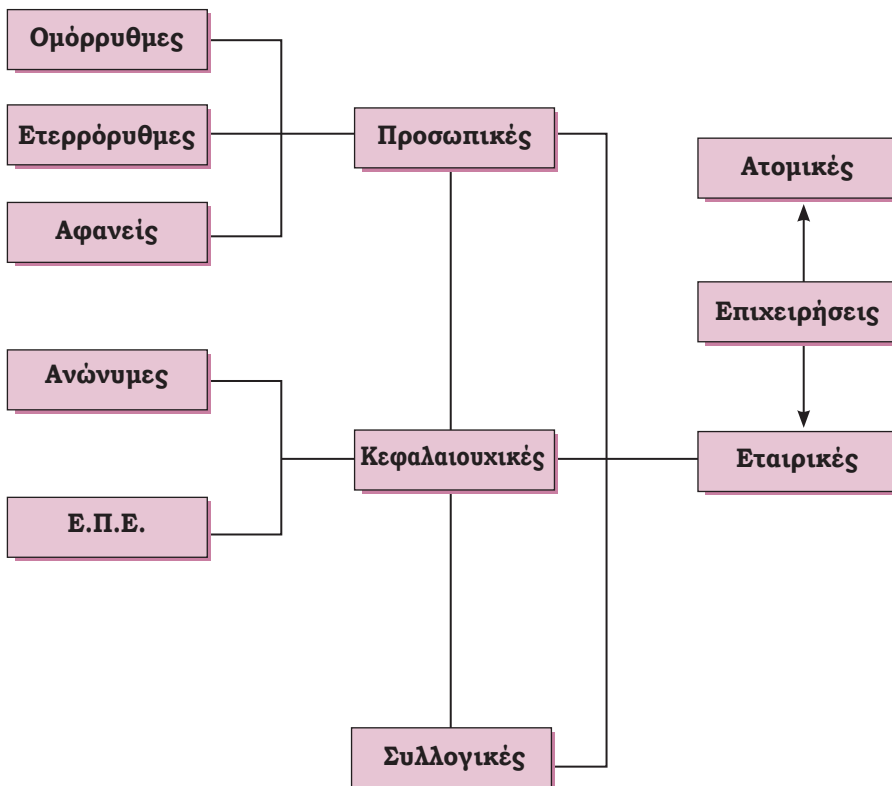 Ομόρρυθμες
Ετερρόρυθμες
Προσωπικές
Ατομικές
Αφανείς
Επιχειρήσεις
Ανώνυμες
Κεφαλαιουχικές
Εταιρικές
Ε.Π.Ε.
Συλλογικές